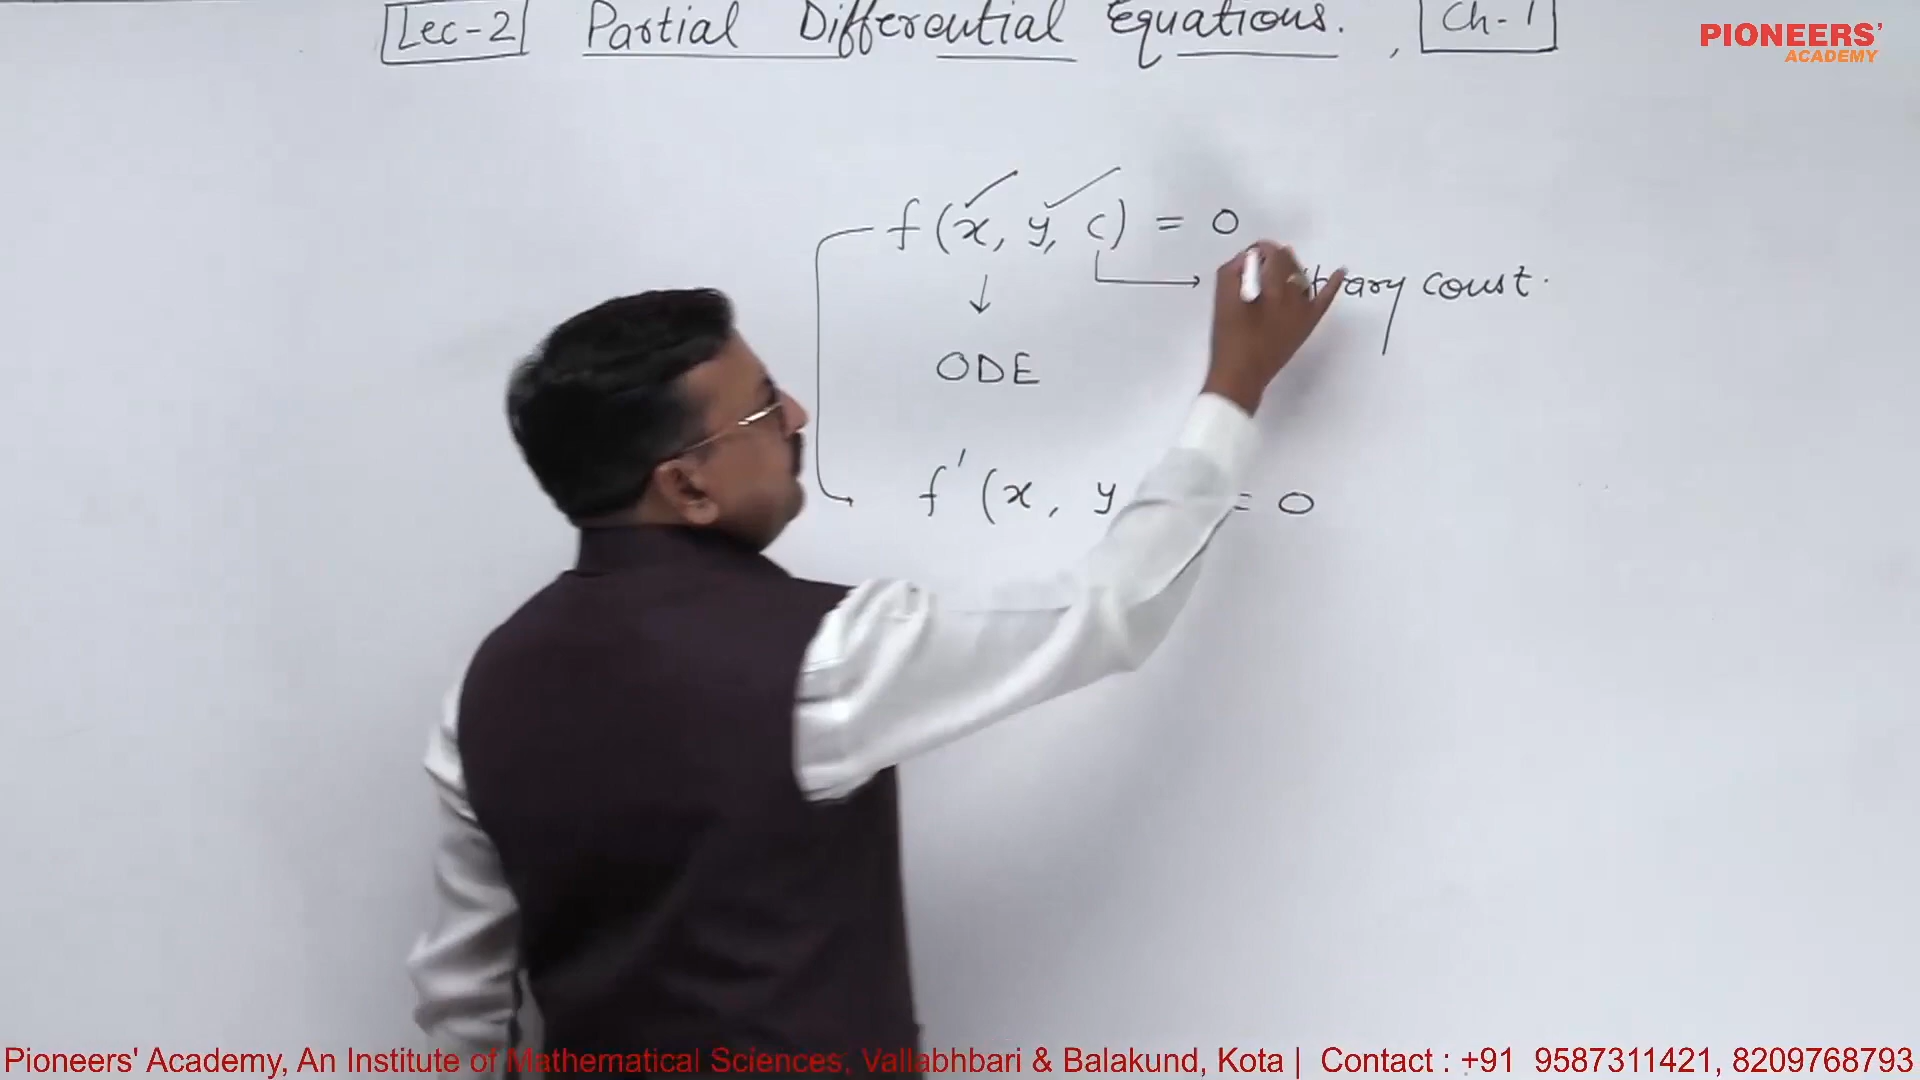 Lec-2 Partial Differential Equations. , Ch-1
PIONEERS'
ACADEMY
f (x, y, c) = 0
↓ → const.
ODE
f' (x, y = 0
Pioneers' Academy, An Institute of Mathematical Sciences, Vallabhbari & Balakund, Kota | Contact : +91 9587311421, 8209768793